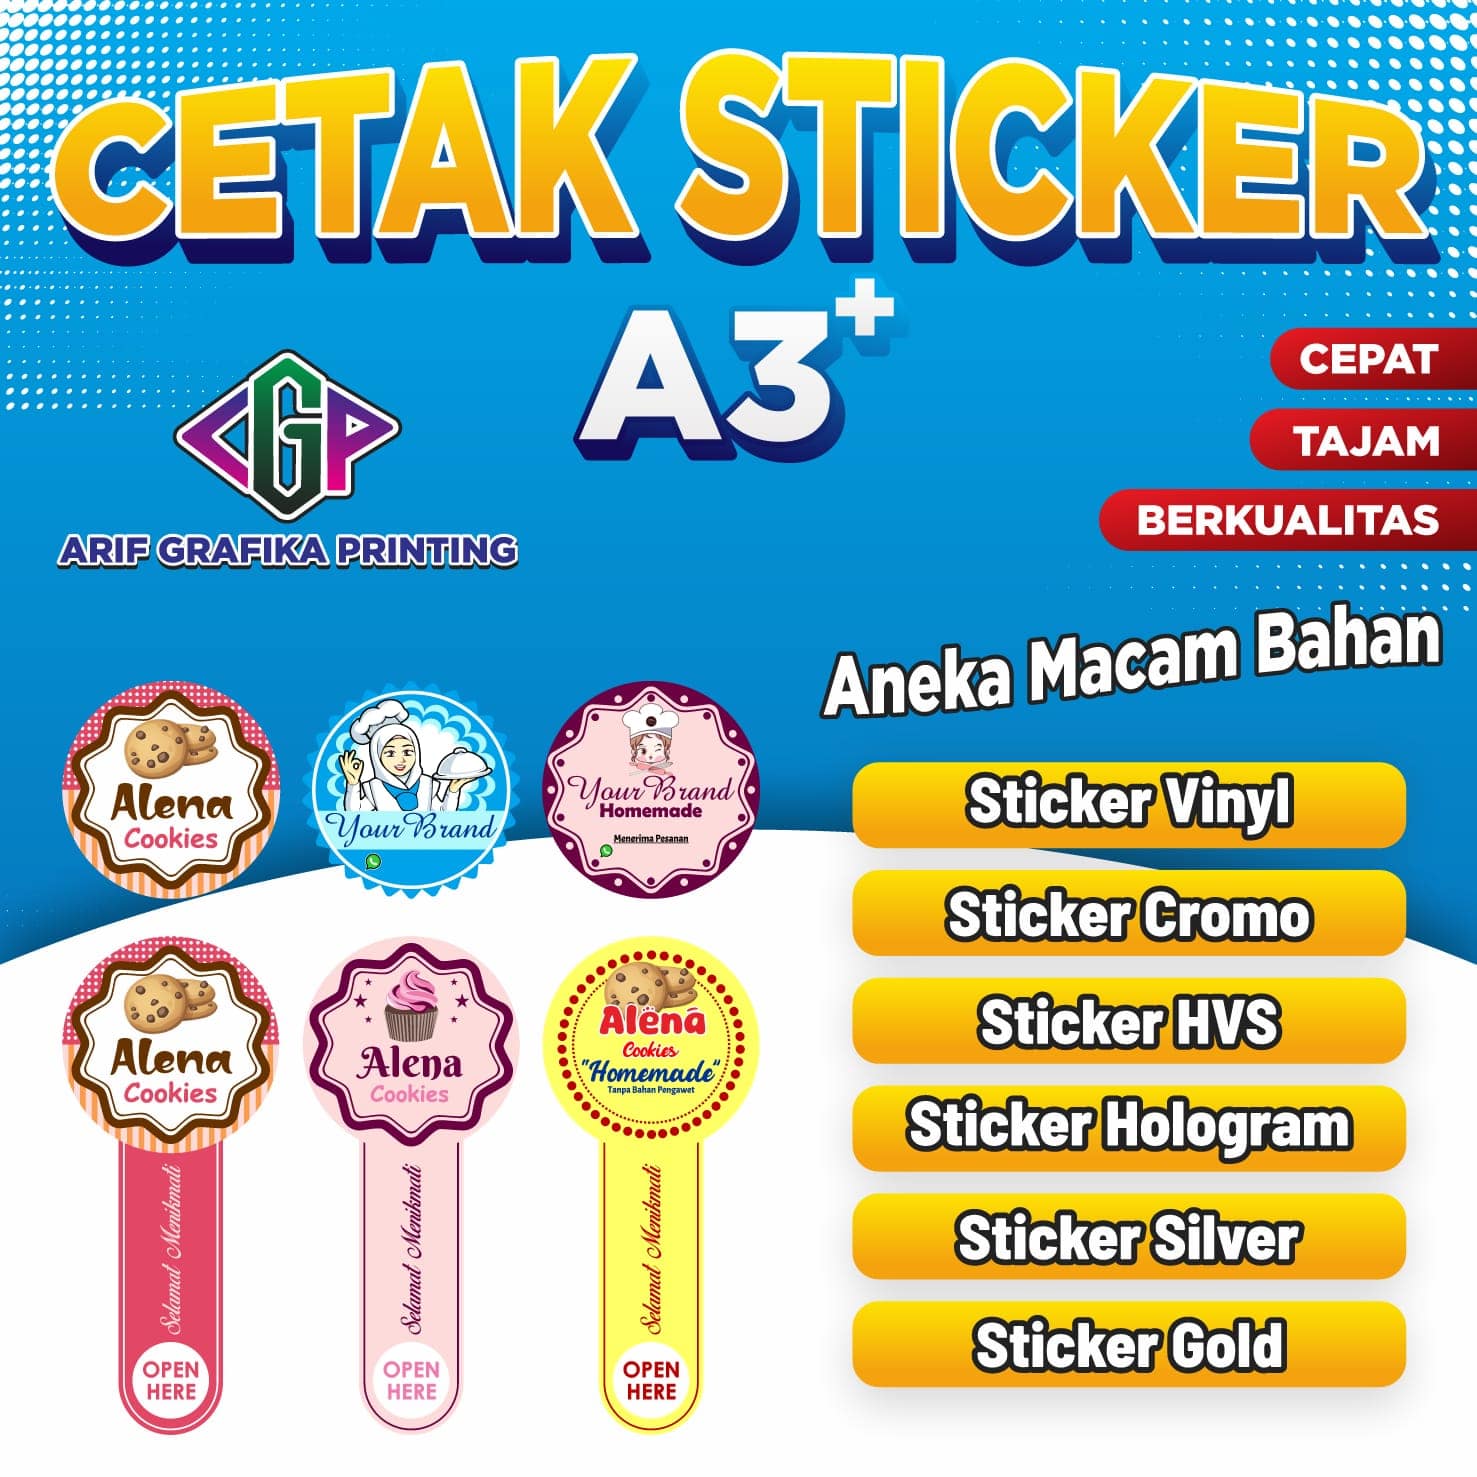 CETAK STICKER
A3+
CGP
ARIF GRAFIKA PRINTING
CEPAT
TAJAM
BERKUALITAS
Aneka Macam Bahan
Sticker Vinyl
Sticker Cromo
Sticker HVS
Sticker Hologram
Sticker Silver
Sticker Gold
Alena
Cookies
Your Brand
Your Brand
Homemade
Menerima Pesanan
Alena
Cookies
Selamat Menikmati
OPEN
HERE
Alena
Cookies
Selamat Menikmati
OPEN
HERE
Alena
Cookies
"Homemade"
Tanpa Bahan Pengawet
Selamat Menikmati
OPEN
HERE